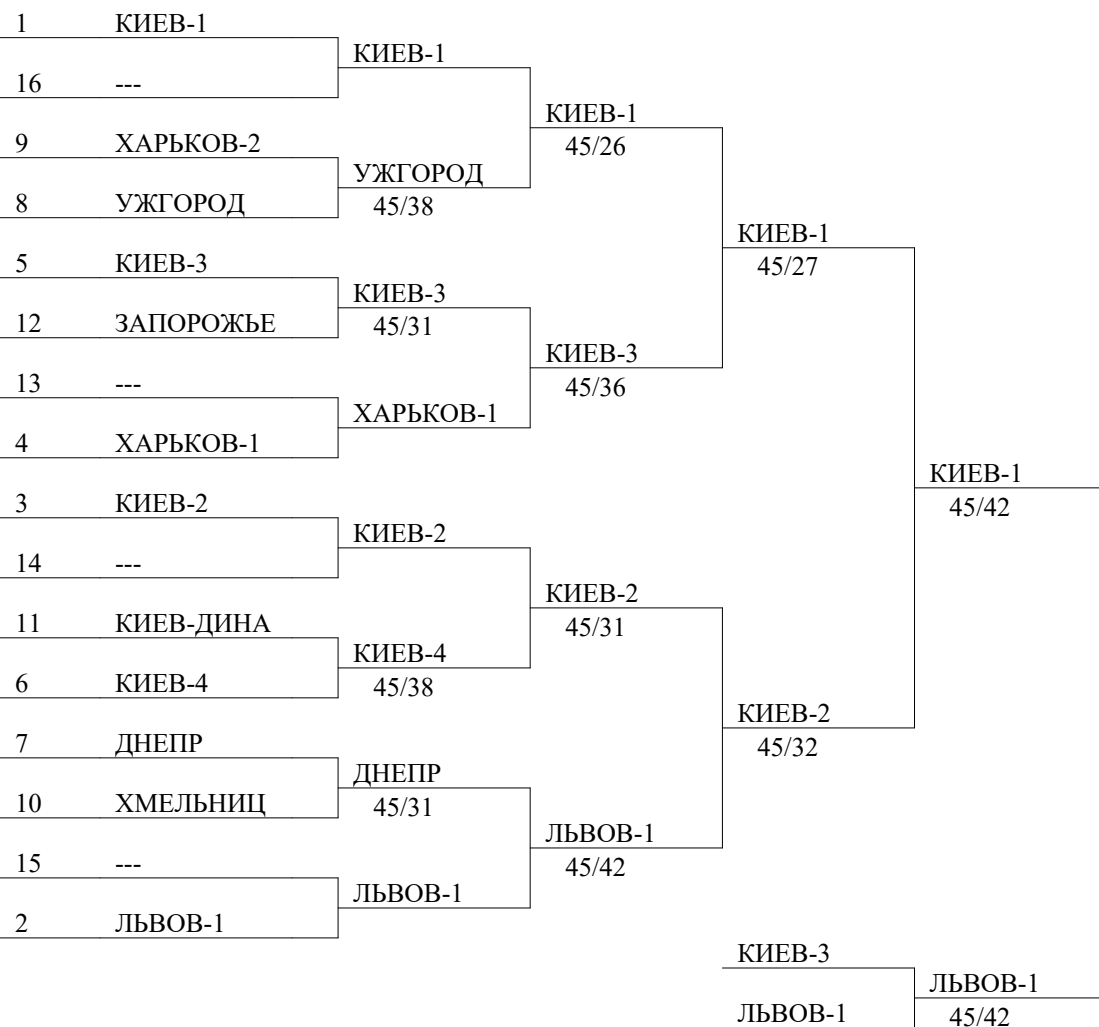 1 КИЕВ-1
КИЕВ-1
16 ---
КИЕВ-1
9 ХАРЬКОВ-2
45/26
УЖГОРОД
8 УЖГОРОД
45/38
КИЕВ-1
5 КИЕВ-3
45/27
КИЕВ-3
12 ЗАПОРОЖЬЕ
45/31
КИЕВ-3
13 ---
45/36
ХАРЬКОВ-1
4 ХАРЬКОВ-1
КИЕВ-1
3 КИЕВ-2
45/42
КИЕВ-2
14 ---
КИЕВ-2
11 КИЕВ-ДИНА
45/31
КИЕВ-4
6 КИЕВ-4
45/38
КИЕВ-2
7 ДНЕПР
45/32
ДНЕПР
10 ХМЕЛЬНИЦ
45/31
ЛЬВОВ-1
15 ---
45/42
ЛЬВОВ-1
2 ЛЬВОВ-1
КИЕВ-3
ЛЬВОВ-1
ЛЬВОВ-1
45/42